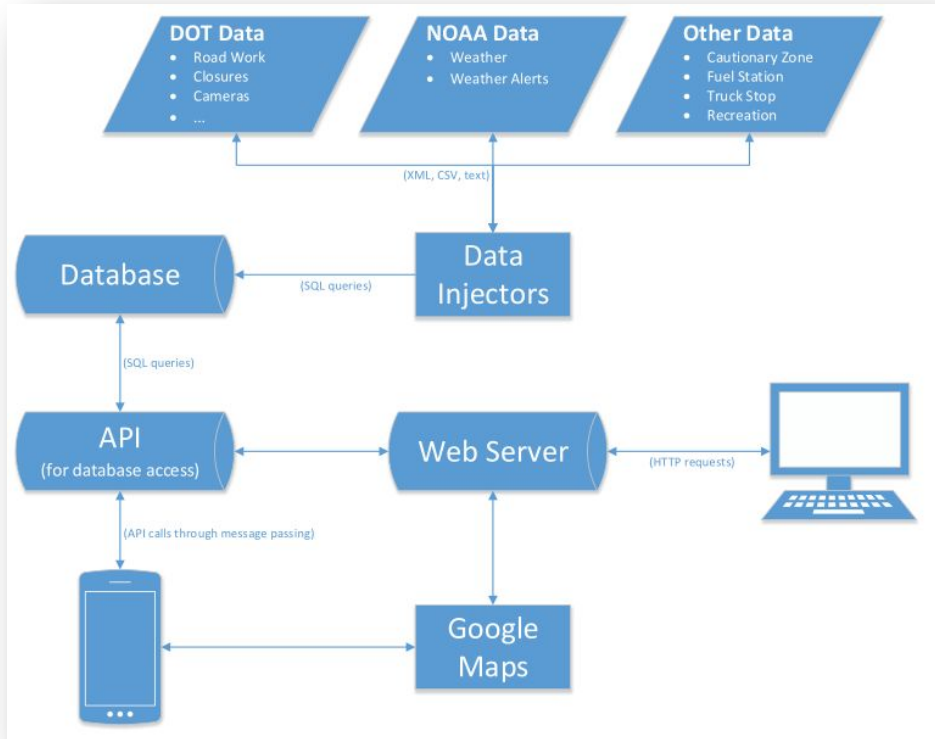 DOT Data
• Road Work
• Closures
• Cameras
• ...
NOAA Data
• Weather
• Weather Alerts
Other Data
• Cautionary Zone
• Fuel Station
• Truck Stop
• Recreation
(XML, CSV, text)
Database
(SQL queries)
Data
Injectors
(SQL queries)
API
(for database access)
Web Server
(HTTP requests)
(API calls through message passing)
Google
Maps